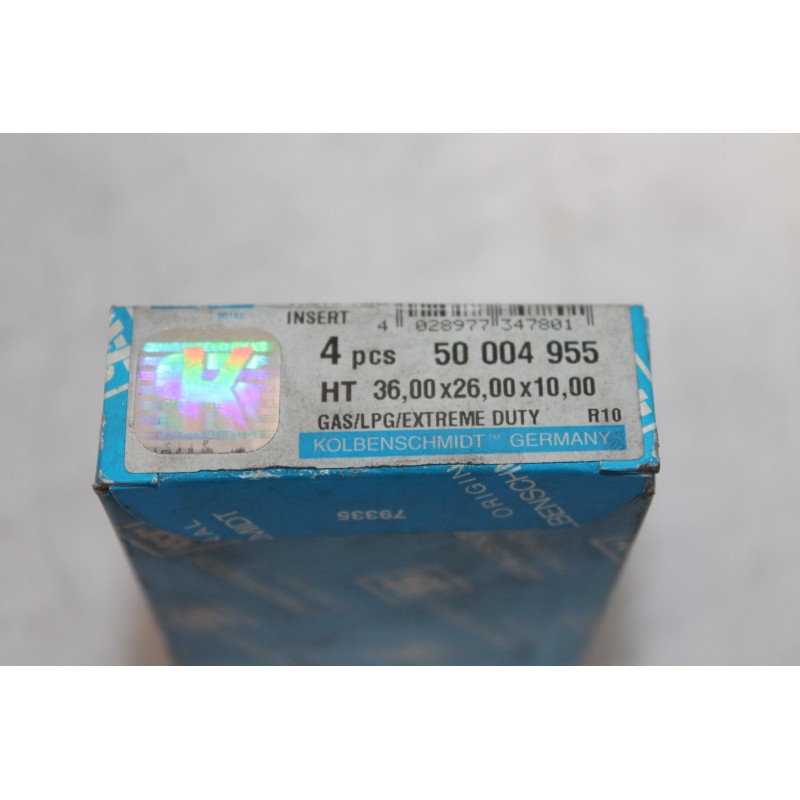 INSERT
4 028977 347801
4 pcs 50 004 955
HT 36,00x26,00x10,00
GAS/LPG/EXTREME DUTY R10
KOLBENSCHMIDT™ GERMANY
K
79335
ORIGIN